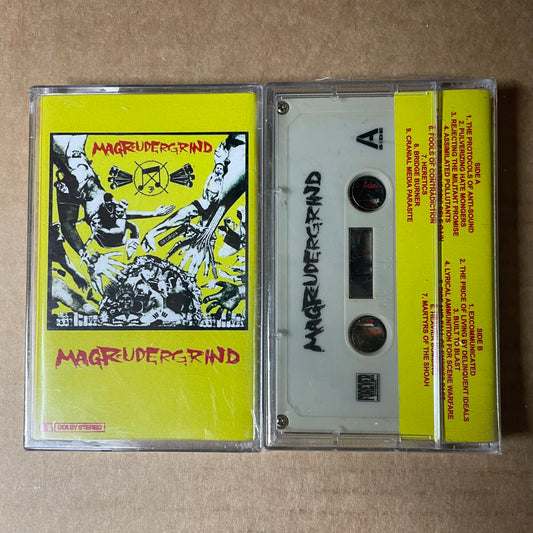 MAGRUDERGRIND
MAGRUDERGRIND
DOLBY STEREO
MAGRUDERGRIND
A
SIDE A
1. THE PROTOCOLS OF ANTI-SOUND
2. PULVERIZING HATE MONGERS
3. REJECTING THE MILITANT PROMISE
4. ASSIMILATED POLLUTANTS
6. FOOLS OF CONTRADICTION
7. HERETICS
8. BRIDGE BURNER
9. CRANIAL MEDIA PARASITE
SIDE B
1. EXCOMMUNICATED
2. THE PRICE OF LIVING BY DELINQUENT IDEALS
3. BUILT TO BLAST
4. LYRICAL AMMUNITION FOR SCENE WARFARE
7. MARTYRS OF THE SHOAH